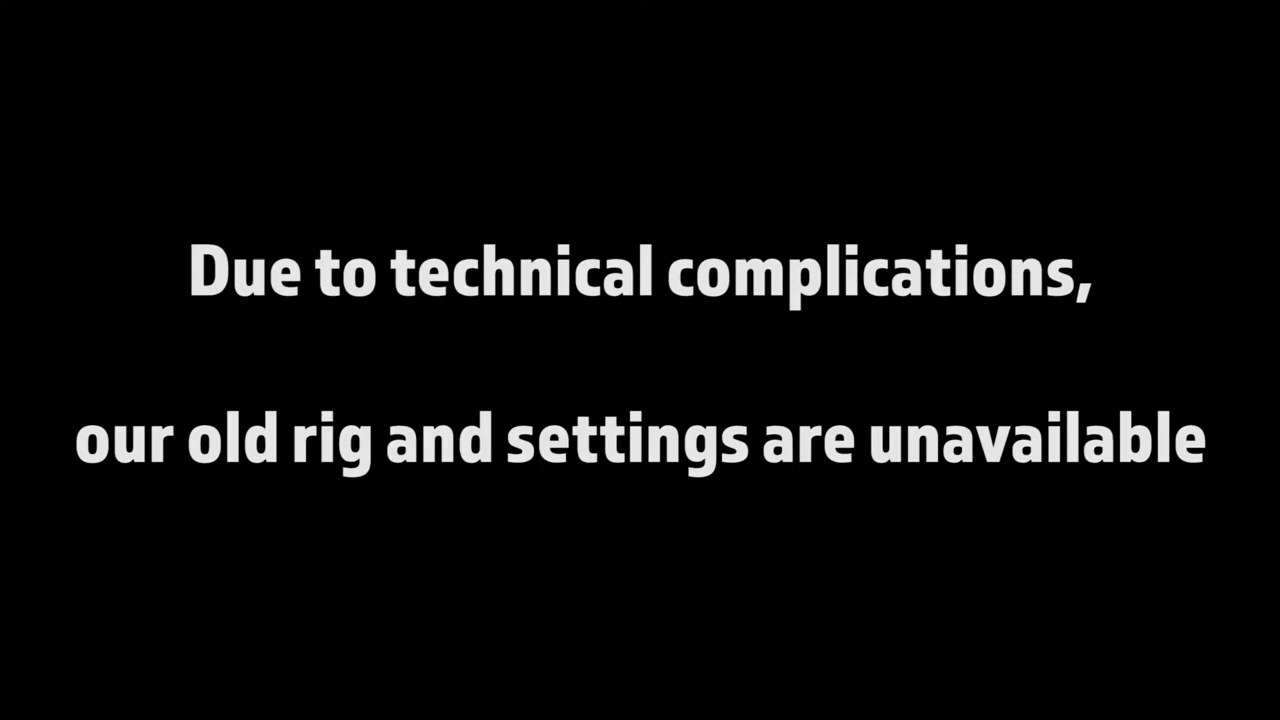 Due to technical complications,
our old rig and settings are unavailable